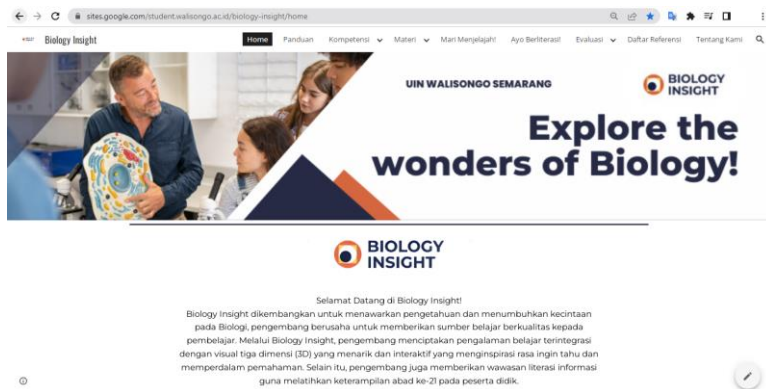 sites.google.com/student.walisongo.ac.id/biology-insight/home
Biology Insight
Home Panduan Kompetensi Materi Mari Menjelajah! Ayo Berliterasi! Evaluasi Daftar Referensi Tentang Kami
UIN WALISONGO SEMARANG
BIOLOGY
INSIGHT
Explore the
wonders of Biology!
BIOLOGY
INSIGHT
Selamat Datang di Biology Insight!
Biology Insight dikembangkan untuk menawarkan pengetahuan dan menumbuhkan kecintaan
pada Biologi, pengembang berusaha untuk memberikan sumber belajar berkualitas kepada
pembelajar. Melalui Biology Insight, pengembang menciptakan pengalaman belajar terintegrasi
dengan visual tiga dimensi (3D) yang menarik dan interaktif yang menginspirasi rasa ingin tahu dan
memperdalam pemahaman. Selain itu, pengembang juga memberikan wawasan literasi informasi
guna melatihkan keterampilan abad ke-21 pada peserta didik.